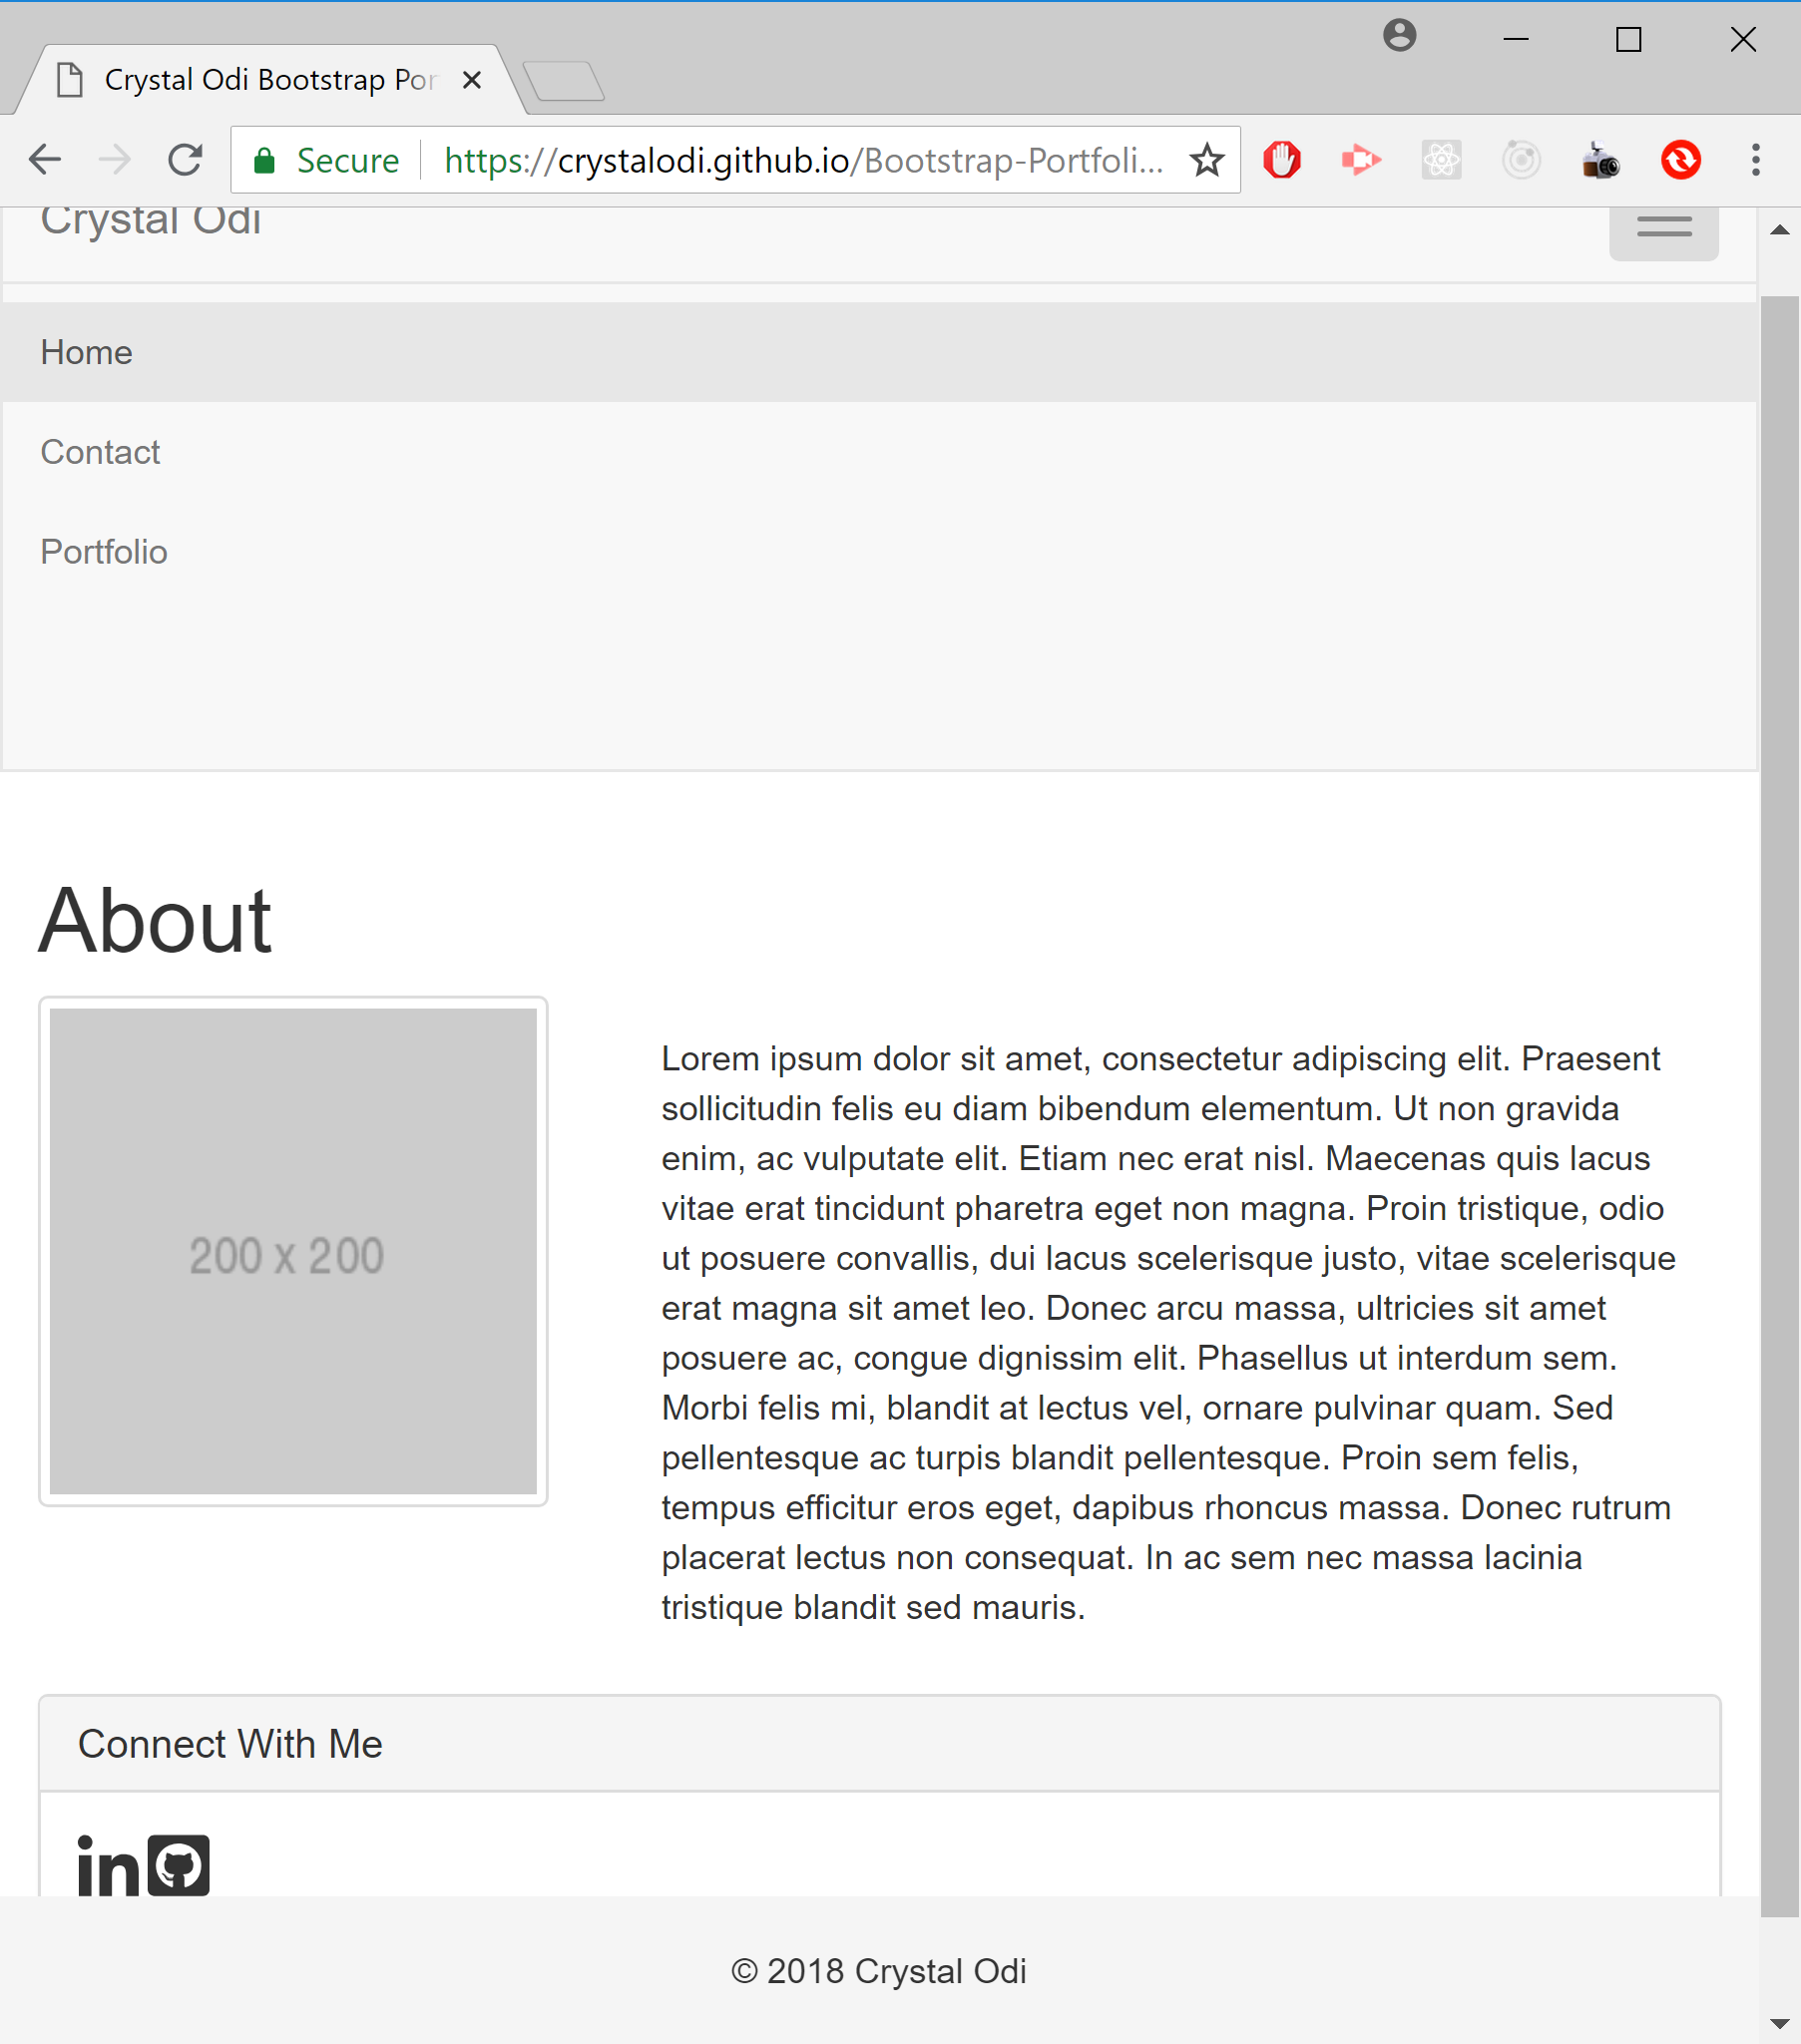 Crystal Odi Bootstrap Por
Secure
https://crystalodi.github.io/Bootstrap-Portfoli...
Crystal Odi
Home
Contact
Portfolio
About
200 x 200
Lorem ipsum dolor sit amet, consectetur adipiscing elit. Praesent
sollicitudin felis eu diam bibendum elementum. Ut non gravida
enim, ac vulputate elit. Etiam nec erat nisl. Maecenas quis lacus
vitae erat tincidunt pharetra eget non magna. Proin tristique, odio
ut posuere convallis, dui lacus scelerisque justo, vitae scelerisque
erat magna sit amet leo. Donec arcu massa, ultricies sit amet
posuere ac, congue dignissim elit. Phasellus ut interdum sem.
Morbi felis mi, blandit at lectus vel, ornare pulvinar quam. Sed
pellentesque ac turpis blandit pellentesque. Proin sem felis,
tempus efficitur eros eget, dapibus rhoncus massa. Donec rutrum
placerat lectus non consequat. In ac sem nec massa lacinia
tristique blandit sed mauris.
Connect With Me
in
© 2018 Crystal Odi